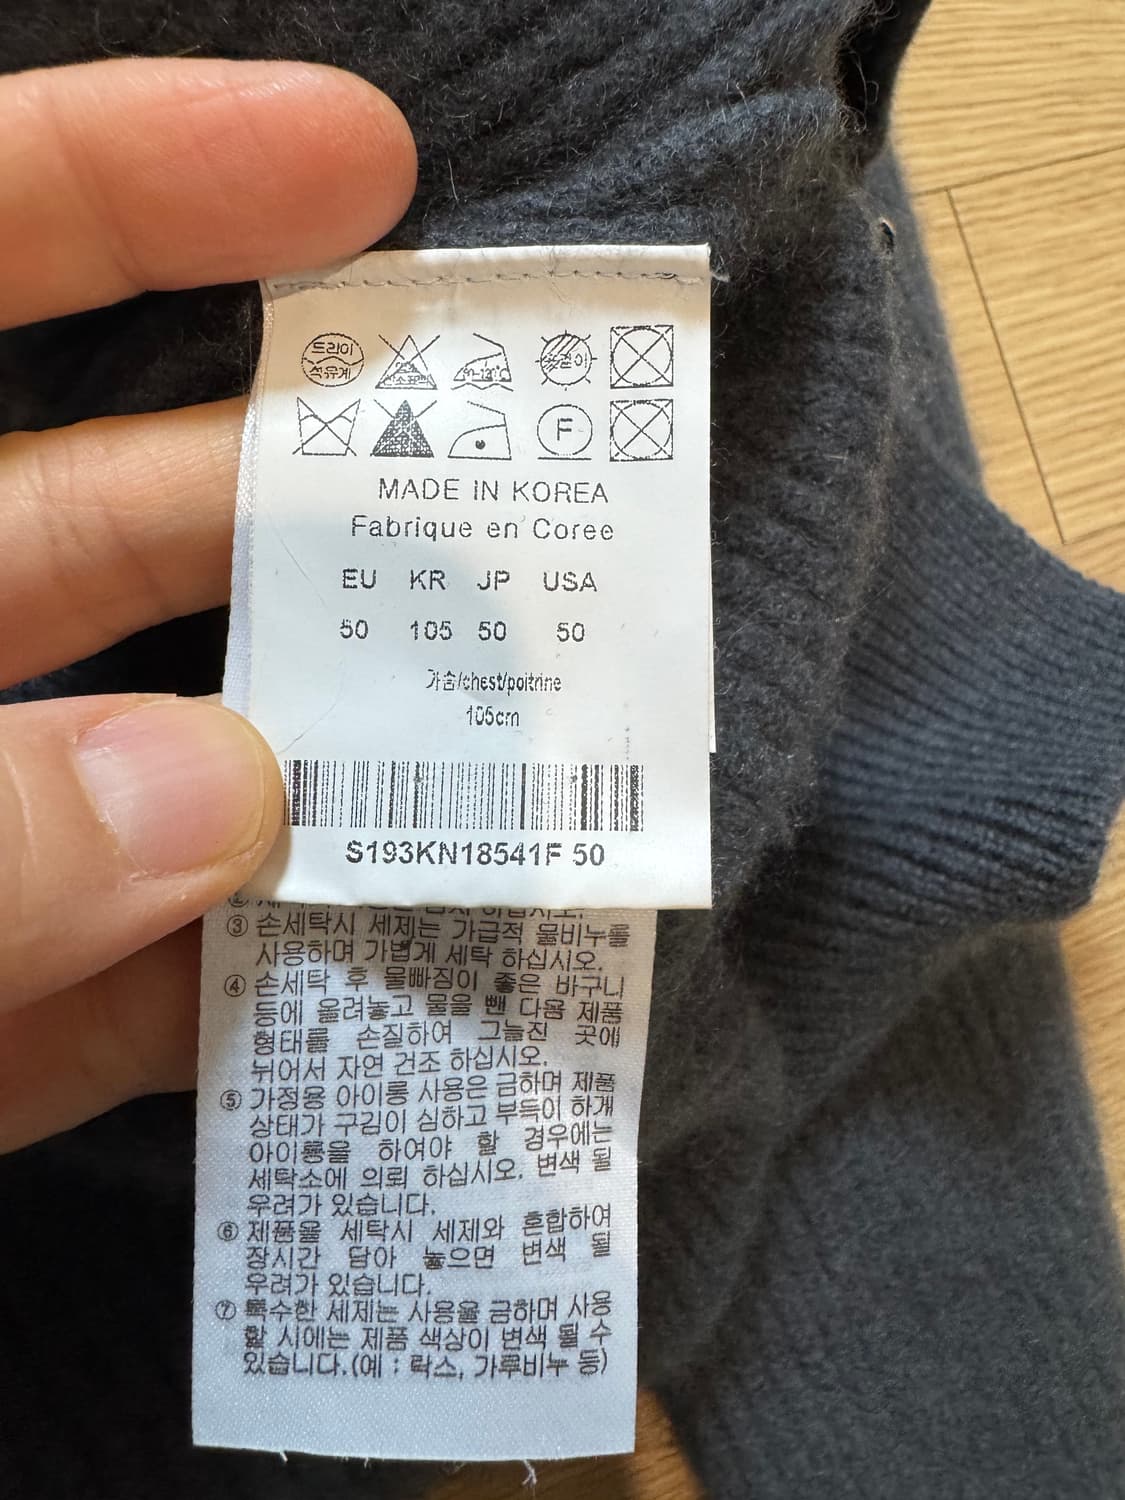 드라이
석유계
F
MADE IN KOREA
Fabrique en Coree
EU KR JP USA
50 105 50 50
가슴/chest/poitrine
105cm
S193KN18541F 50
하십시오.
③ 손세탁시 세제는 가급적 물비누를
사용하며 가볍게 세탁 하십시오.
④ 손세탁 후 물빠짐이 좋은 바구니
등에 올려놓고 물을 뺀 다음 제품
형태를 손질하여 그늘진 곳에
뉘어서 자연 건조 하십시오.
⑤ 가정용 아이롱 사용은 금하며 제품
상태가 구김이 심하고 부득이 하게
아이롱을 하여야 할 경우에는
세탁소에 의뢰 하십시오. 변색 될
우려가 있습니다.
⑥ 제품을 세탁시 세제와 혼합하여
장시간 담아 놓으면 변색 될
우려가 있습니다.
⑦ 특수한 세제는 사용을 금하며 사용
할 시에는 제품 색상이 변색 될 수
있습니다.(예 : 락스, 가루비누 등)